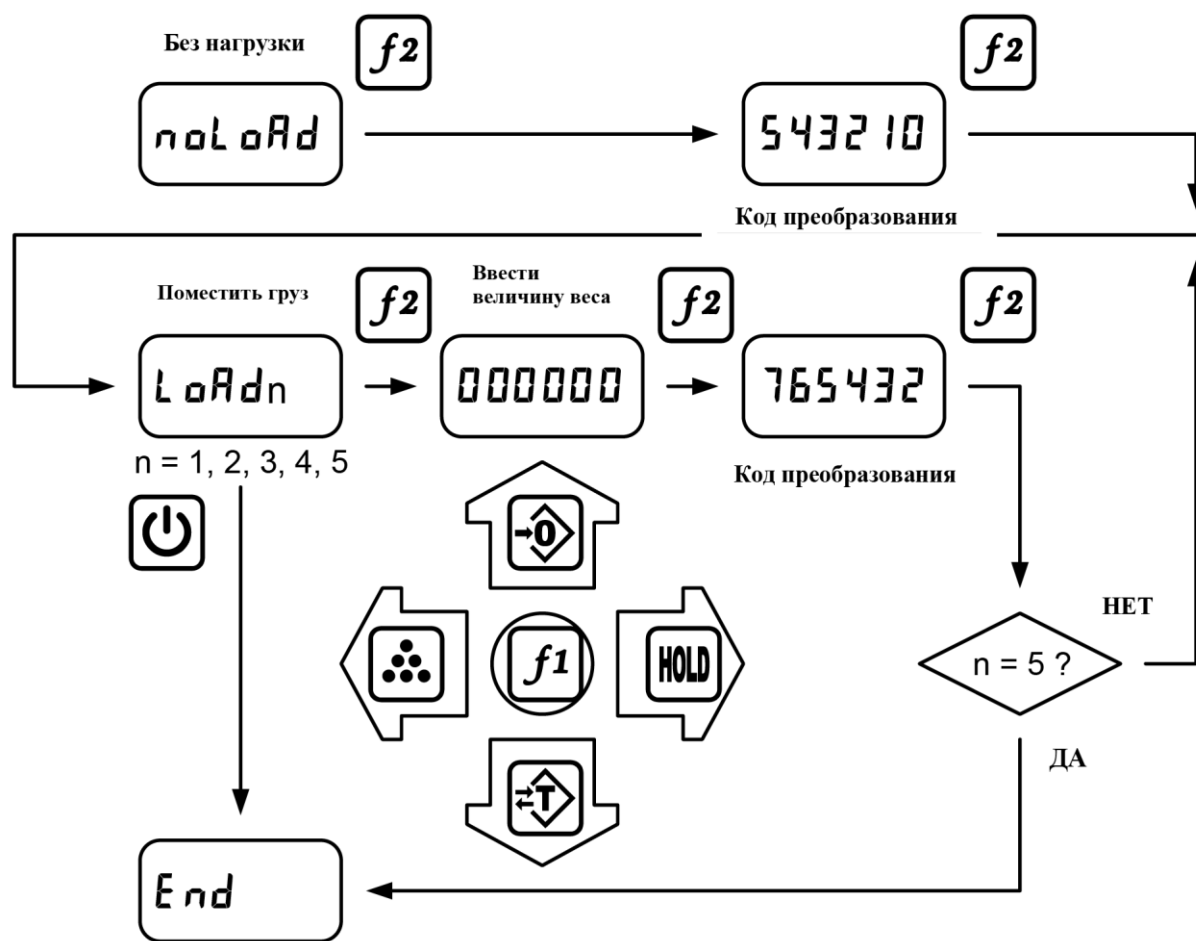 Без нагрузки
f2
f2
noLoAd
543210
Код преобразования
Поместить груз
f2
Ввести
величину веса
f2
f2
LoAdn
000000
765432
n = 1, 2, 3, 4, 5
Код преобразования
→0←
f1
HOLD
НЕТ
n = 5 ?
T
ДА
End